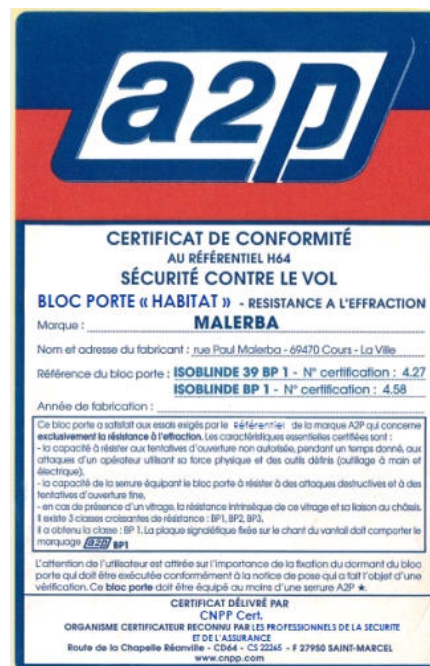 a2p
CERTIFICAT DE CONFORMITÉ
AU RÉFÉRENTIEL H64
SÉCURITÉ CONTRE LE VOL
BLOC PORTE « HABITAT » - RESISTANCE A L'EFFRACTION
Marque : MALERBA
Nom et adresse du fabricant : rue Paul Malerba - 69470 Cours - La Ville
Référence du bloc porte : ISOBLINDE 39 BP 1 - N° certification : 4.27
ISOBLINDE BP 1 - N° certification : 4.58
Année de fabrication :
Ce bloc porte a satisfait aux essais exigés par le Référentiel de la marque A2P qui concerne
exclusivement la résistance à l'effraction. Les caractéristiques essentielles certifiées sont :
- la capacité à résister aux tentatives d'ouverture non autorisée, pendant un temps donné, aux
attaques d'un opérateur utilisant sa force physique et des outils définis (outillage à main et
électrique),
- la capacité de la serrure équipant le bloc porte à résister à des attaques destructives et à des
tentatives d'ouverture fine,
- en cas de présence d'un vitrage, la résistance intrinsèque de ce vitrage et sa liaison au châssis.
Il existe 3 classes croissantes de résistance : BP1, BP2, BP3.
Il a obtenu la classe : BP 1. La plaque signalétique fixée sur le chant du vantail doit comporter le
marquage a2p BP1
L'attention de l'utilisateur est attirée sur l'importance de la fixation du dormant du bloc
porte qui doit être exécutée conformément à la notice de pose qui a fait l'objet d'une
vérification. Ce bloc porte doit être équipé au moins d'une serrure A2P ★.
CERTIFICAT DÉLIVRÉ PAR
CNPP Cert.
ORGANISME CERTIFICATEUR RECONNU PAR LES PROFESSIONNELS DE LA SECURITE
ET DE L'ASSURANCE
Route de la Chapelle Réanville - CD64 - CS 22265 - F 27950 SAINT-MARCEL
www.cnpp.com